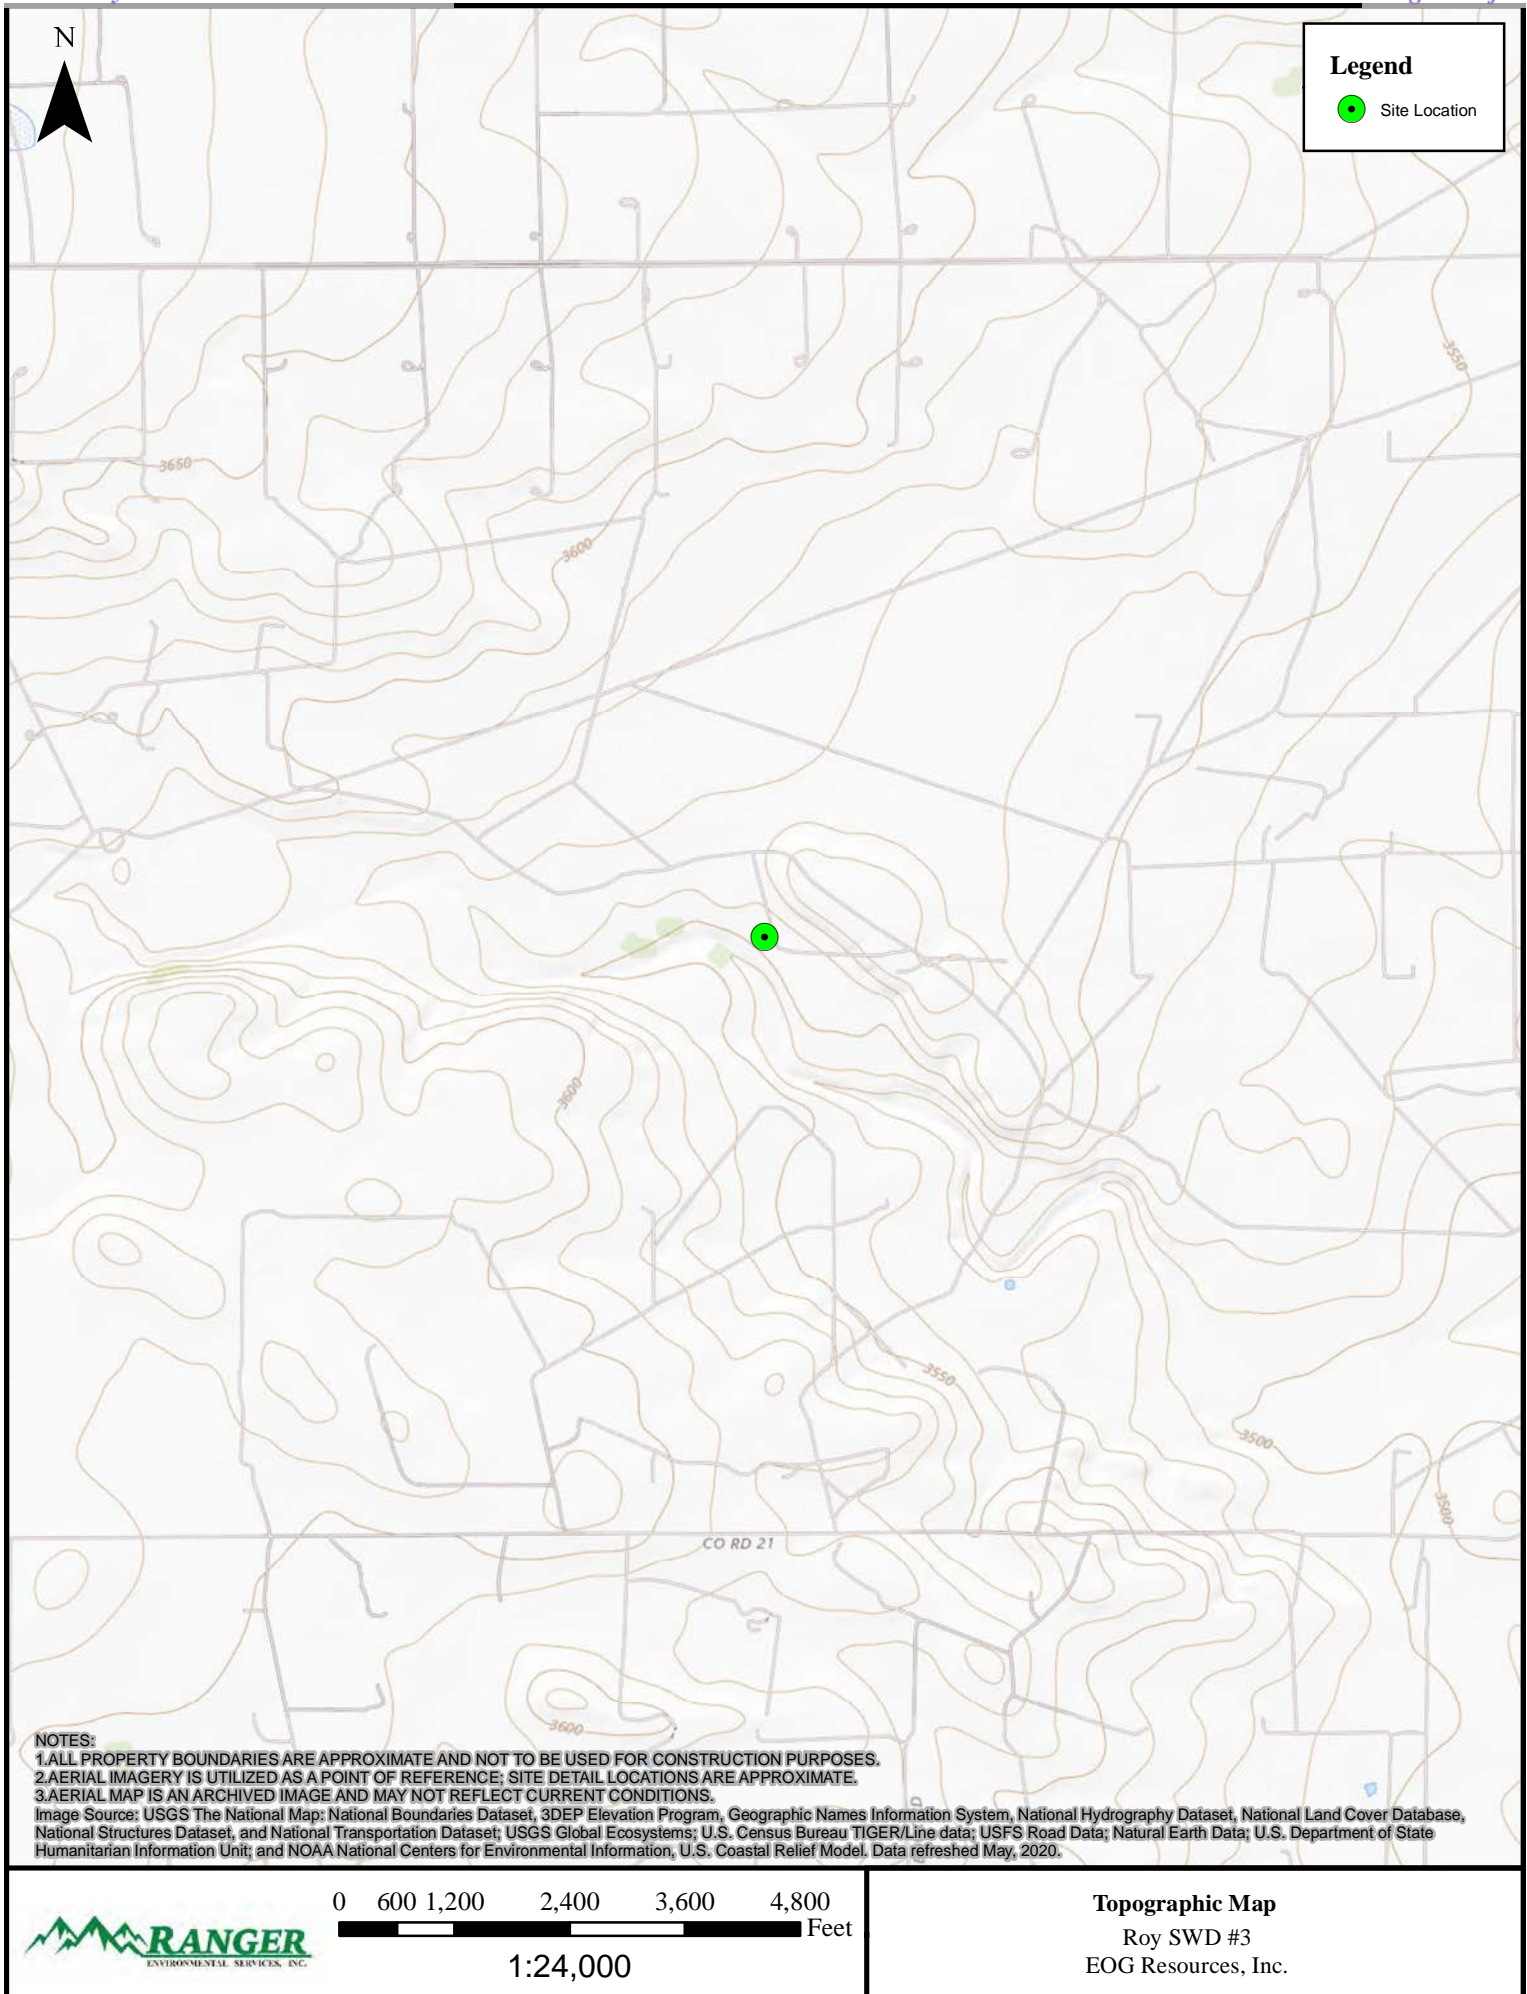 N
Legend
Site Location
3550
3650
3600
3600
3550
3500
3500
CO RD 21
3600
D
NOTES:
1.ALL PROPERTY BOUNDARIES ARE APPROXIMATE AND NOT TO BE USED FOR CONSTRUCTION PURPOSES.
2.AERIAL IMAGERY IS UTILIZED AS A POINT OF REFERENCE; SITE DETAIL LOCATIONS ARE APPROXIMATE.
3.AERIAL MAP IS AN ARCHIVED IMAGE AND MAY NOT REFLECT CURRENT CONDITIONS.
Image Source: USGS The National Map: National Boundaries Dataset, 3DEP Elevation Program, Geographic Names Information System, National Hydrography Dataset, National Land Cover Database,
National Structures Dataset, and National Transportation Dataset; USGS Global Ecosystems; U.S. Census Bureau TIGER/Line data; USFS Road Data; Natural Earth Data; U.S. Department of State
Humanitarian Information Unit; and NOAA National Centers for Environmental Information, U.S. Coastal Relief Model. Data refreshed May, 2020.
RANGER
ENVIRONMENTAL SERVICES, INC.
0 600 1,200 2,400 3,600 4,800
Feet
1:24,000
Topographic Map
Roy SWD #3
EOG Resources, Inc.